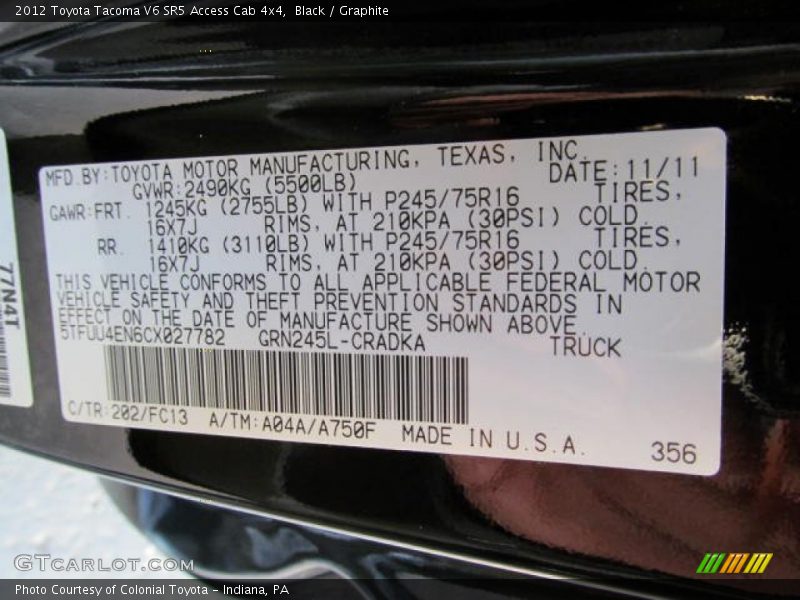 2012 Toyota Tacoma V6 SR5 Access Cab 4x4,  Black / Graphite
MFD.BY:TOYOTA MOTOR MANUFACTURING, TEXAS, INC.
GVWR:2490KG (5500LB) DATE:11/11
GAWR:FRT. 1245KG (2755LB) WITH P245/75R16 TIRES,
16X7J RIMS, AT 210KPA (30PSI) COLD.
RR. 1410KG (3110LB) WITH P245/75R16 TIRES,
16X7J RIMS, AT 210KPA (30PSI) COLD.
THIS VEHICLE CONFORMS TO ALL APPLICABLE FEDERAL MOTOR
VEHICLE SAFETY AND THEFT PREVENTION STANDARDS IN
EFFECT ON THE DATE OF MANUFACTURE SHOWN ABOVE.
5TFUU4EN6CX027782 GRN245L-CRADKA TRUCK
C/TR:202/FC13 A/TM:A04A/A750F MADE IN U.S.A.
356
77N4T
GTcarlot.com
Photo Courtesy of Colonial Toyota - Indiana, PA